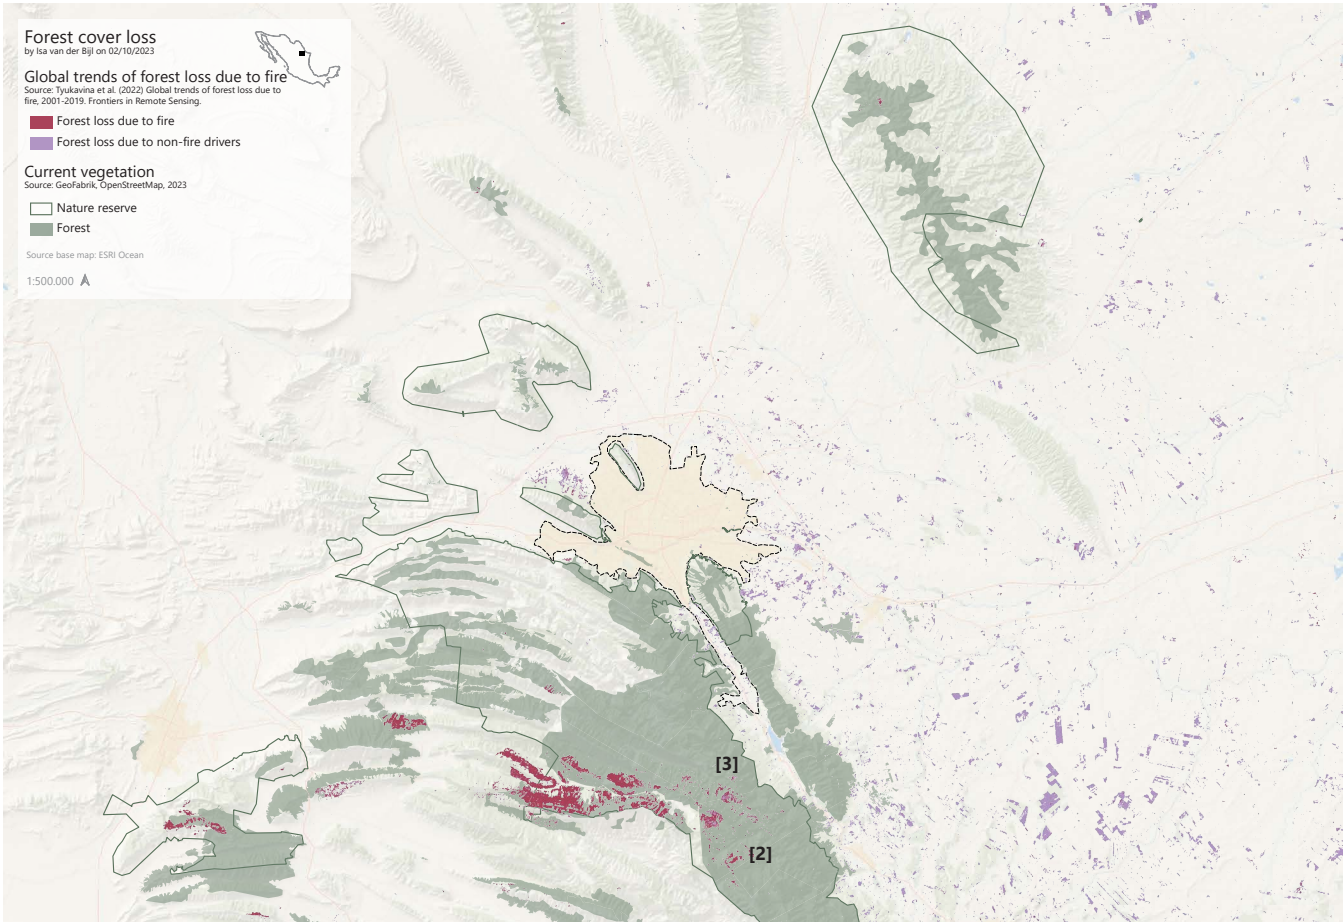 Forest cover loss
by Isa van der Bijl on 02/10/2023
Global trends of forest loss due to fire
Source: Tyukavina et al. (2022) Global trends of forest loss due to
fire, 2001-2019. Frontiers in Remote Sensing.
Forest loss due to fire
Forest loss due to non-fire drivers
Current vegetation
Source: GeoFabrik, OpenStreetMap, 2023
Nature reserve
Forest
Source base map: ESRI Ocean
1:500.000
[3]
[2]